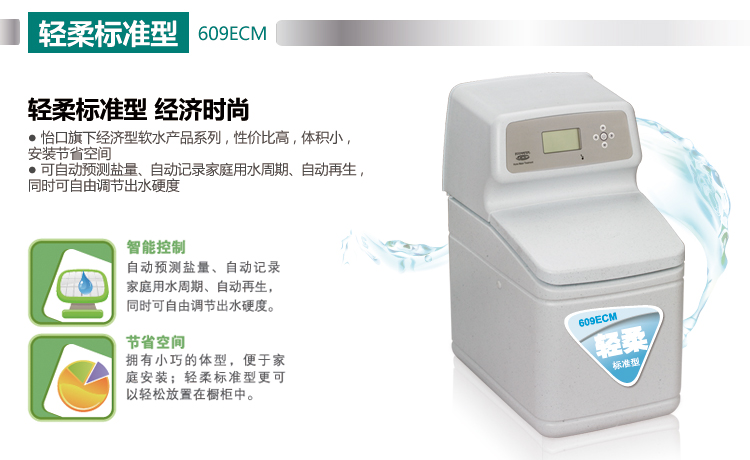 轻柔标准型 609ECM
轻柔标准型 经济时尚
● 怡口旗下经济型软水产品系列，性价比高，体积小，
安装节省空间
● 可自动预测盐量、自动记录家庭用水周期、自动再生，
同时可自由调节出水硬度
智能控制
自动预测盐量、自动记录
家庭用水周期、自动再生，
同时可自由调节出水硬度。
节省空间
拥有小巧的体型，便于家
庭安装；轻柔标准型更可
以轻松放置在橱柜中。
609ECM
轻柔
标准型